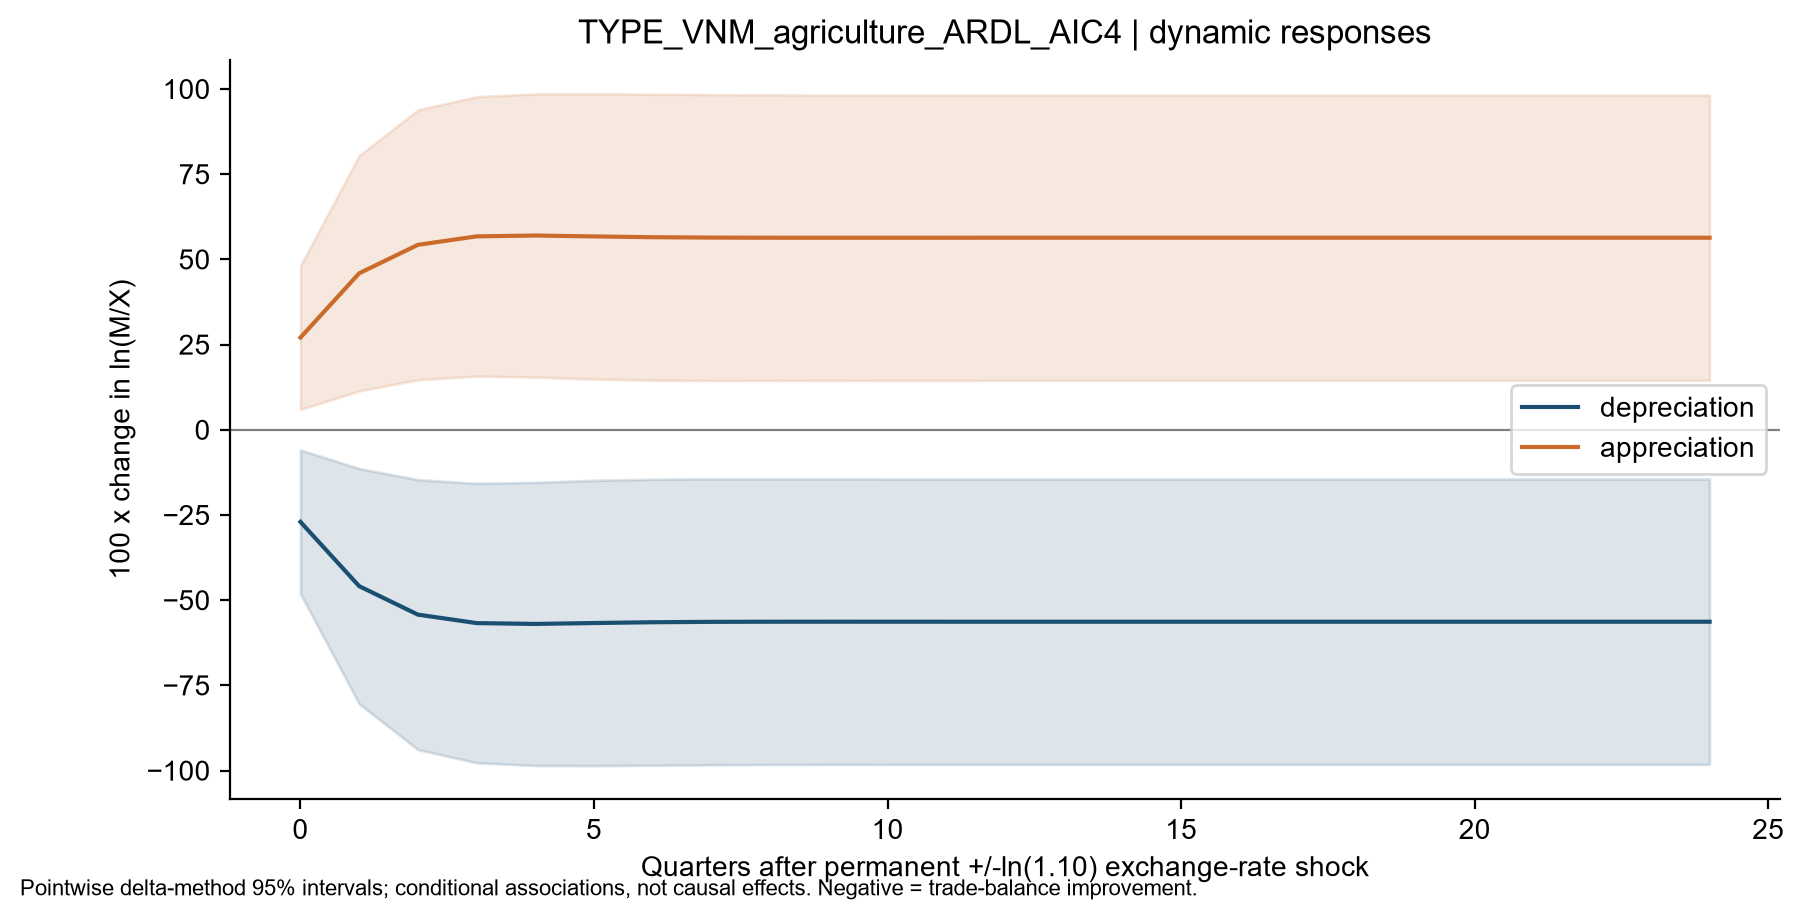 TYPE_VNM_agriculture_ARDL_AIC4 | dynamic responses
100 x change in ln(M/X)
100
75
50
25
0
−25
−50
−75
−100
depreciation
appreciation
0 5 10 15 20 25
Quarters after permanent +/-ln(1.10) exchange-rate shock
Pointwise delta-method 95% intervals; conditional associations, not causal effects. Negative = trade-balance improvement.